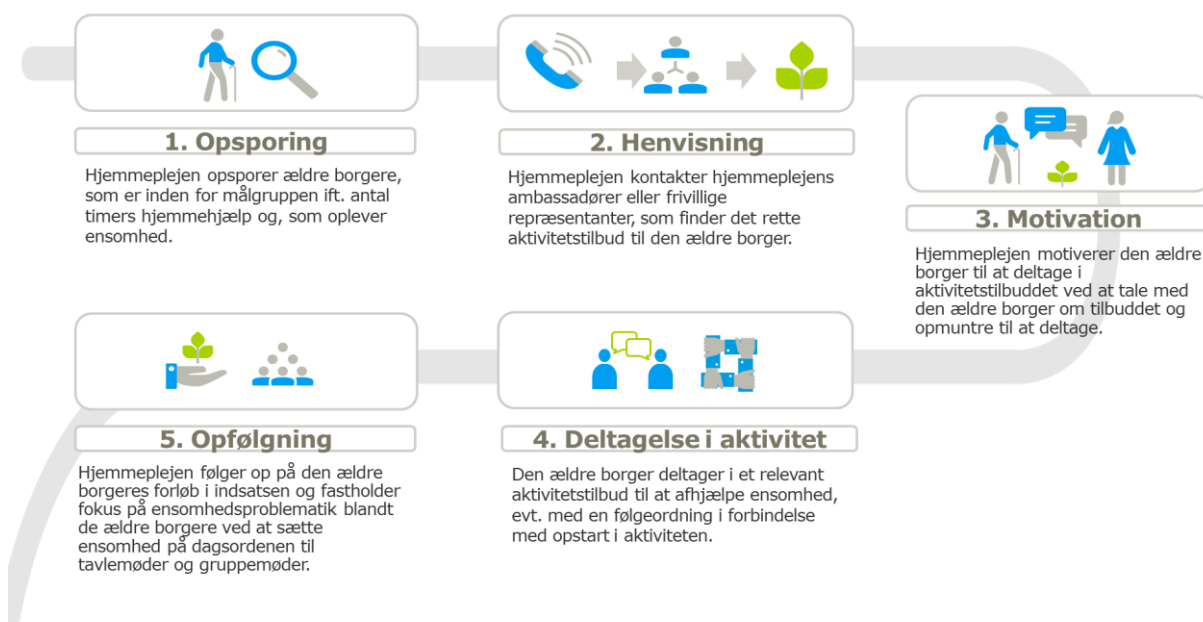 1. Opsporing
Hjemmeplejen opsporer ældre borgere,
som er inden for målgruppen ift. antal
timers hjemmehjælp og, som oplever
ensomhed.
2. Henvisning
Hjemmeplejen kontakter hjemmeplejens
ambassadører eller frivillige
repræsentanter, som finder det rette
aktivitetstilbud til den ældre borger.
3. Motivation
Hjemmeplejen motiverer den ældre
borger til at deltage i
aktivitetstilbuddet ved at tale med
den ældre borger om tilbuddet og
opmuntre til at deltage.
4. Deltagelse i aktivitet
Den ældre borger deltager i et relevant
aktivitetstilbud til at afhjælpe ensomhed,
evt. med en følgeordning i forbindelse
med opstart i aktiviteten.
5. Opfølgning
Hjemmeplejen følger op på den ældre
borgeres forløb i indsatsen og fastholder
fokus på ensomhedsproblematik blandt
de ældre borgere ved at sætte
ensomhed på dagsordenen til
tavlemøder og gruppemøder.